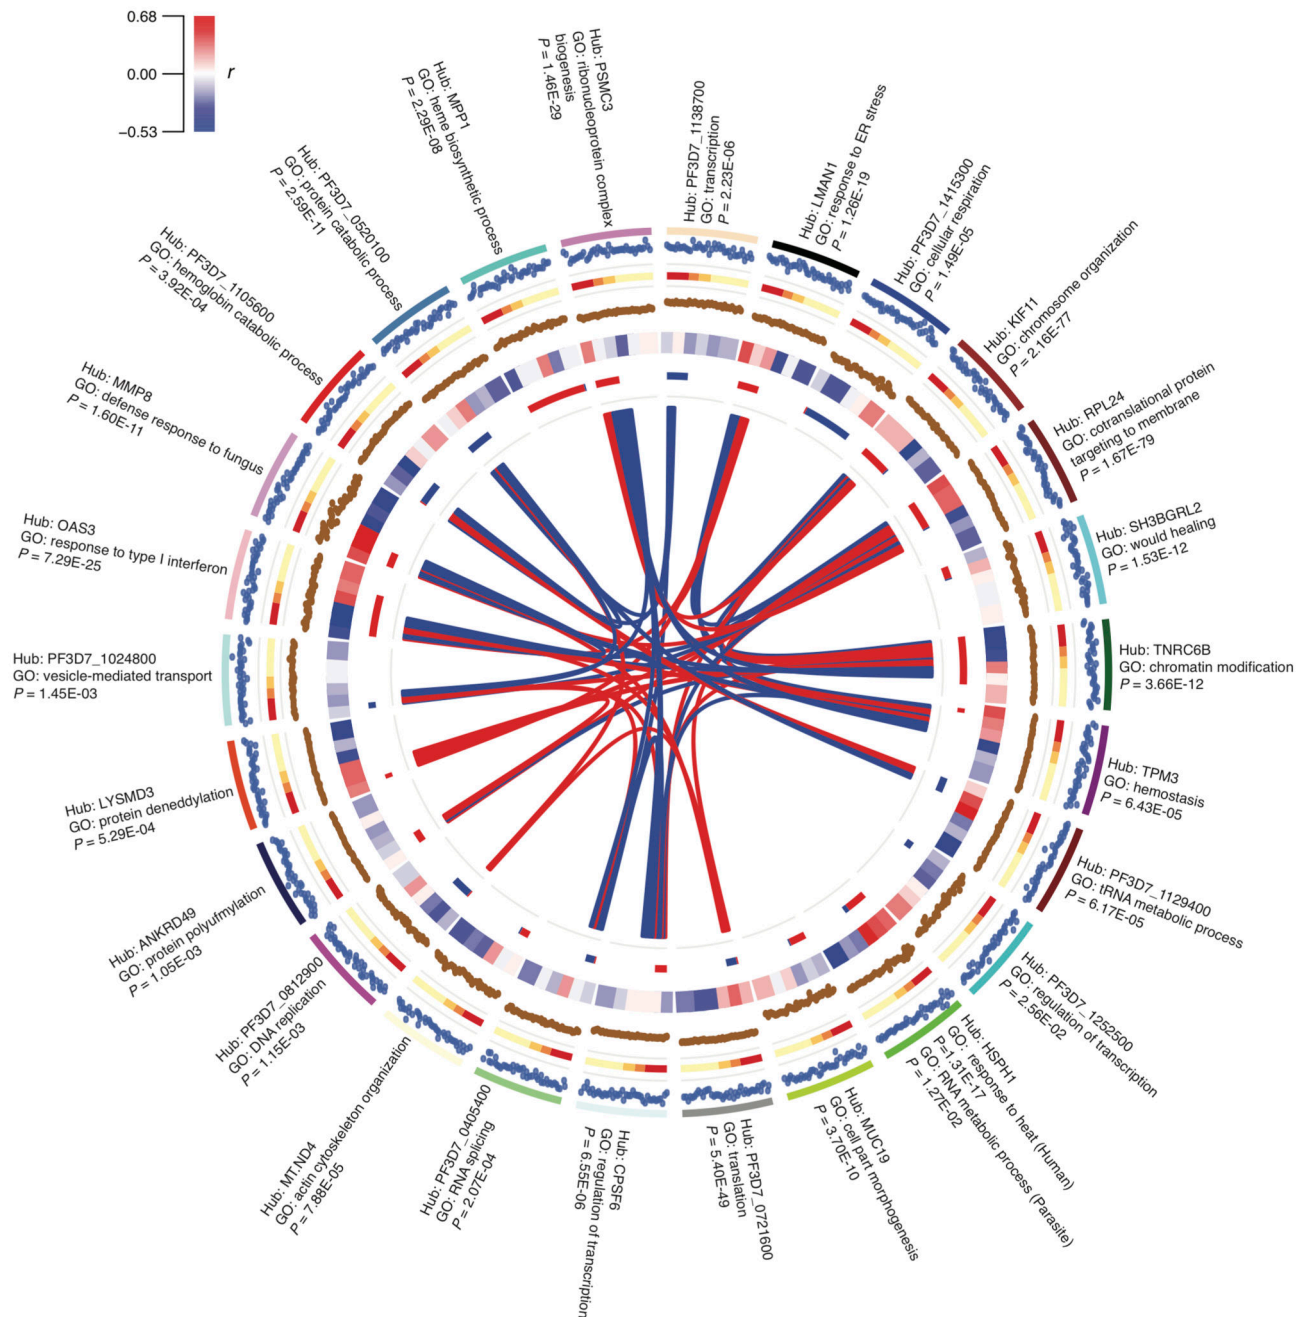 0.68
0.00
−0.53
r
Hub: PF3D7_1138700
GO: transcription
P = 2.23E-06
Hub: LMAN1
GO: response to ER stress
P = 1.26E-19
Hub: PF3D7_1415300
GO: cellular respiration
P = 1.49E-05
Hub: KIF11
GO: chromosome organization
P = 2.16E-77
Hub: RPL24
GO: cotranslational protein
targeting to membrane
P = 1.67E-79
Hub: SH3BGRL2
GO: would healing
P = 1.53E-12
Hub: TNRC6B
GO: chromatin modification
P = 3.66E-12
Hub: TPM3
GO: hemostasis
P = 6.43E-05
Hub: PF3D7_1129400
GO: tRNA metabolic process
P = 6.17E-05
Hub: PF3D7_1252500
GO: regulation of transcription
P = 2.56E-02
Hub: HSPH1
GO: response to heat (Human)
P=1.31E-17
GO: RNA metabolic process (Parasite)
P = 1.27E-02
Hub: MUC19
GO: cell part morphogenesis
P = 3.70E-10
Hub: PF3D7_0721600
GO: translation
P = 5.40E-49
Hub: CPSF6
GO: regulation of transcription
P = 6.55E-06
Hub: PF3D7_0405400
GO: RNA splicing
P = 2.07E-04
Hub: MT.ND4
GO: actin cytoskeleton organization
P = 7.88E-05
Hub: PF3D7_0812900
GO: DNA replication
P = 1.15E-03
Hub: ANKRD49
GO: protein polyufmylation
P = 1.05E-03
Hub: LYSMD3
GO: protein deneddylation
P = 5.29E-04
Hub: PF3D7_1024800
GO: vesicle-mediated transport
P = 1.45E-03
Hub: OAS3
GO: response to type I interferon
P = 7.29E-25
Hub: MMP8
GO: defense response to fungus
P = 1.60E-11
Hub: PF3D7_1105600
GO: hemoglobin catabolic process
P = 3.92E-04
Hub: PF3D7_0520100
GO: protein catabolic process
P = 2.59E-11
Hub: MPP1
GO: heme biosynthetic process
P = 2.29E-08
Hub: PSMC3
GO: ribonucleoprotein complex
biogenesis
P = 1.46E-29